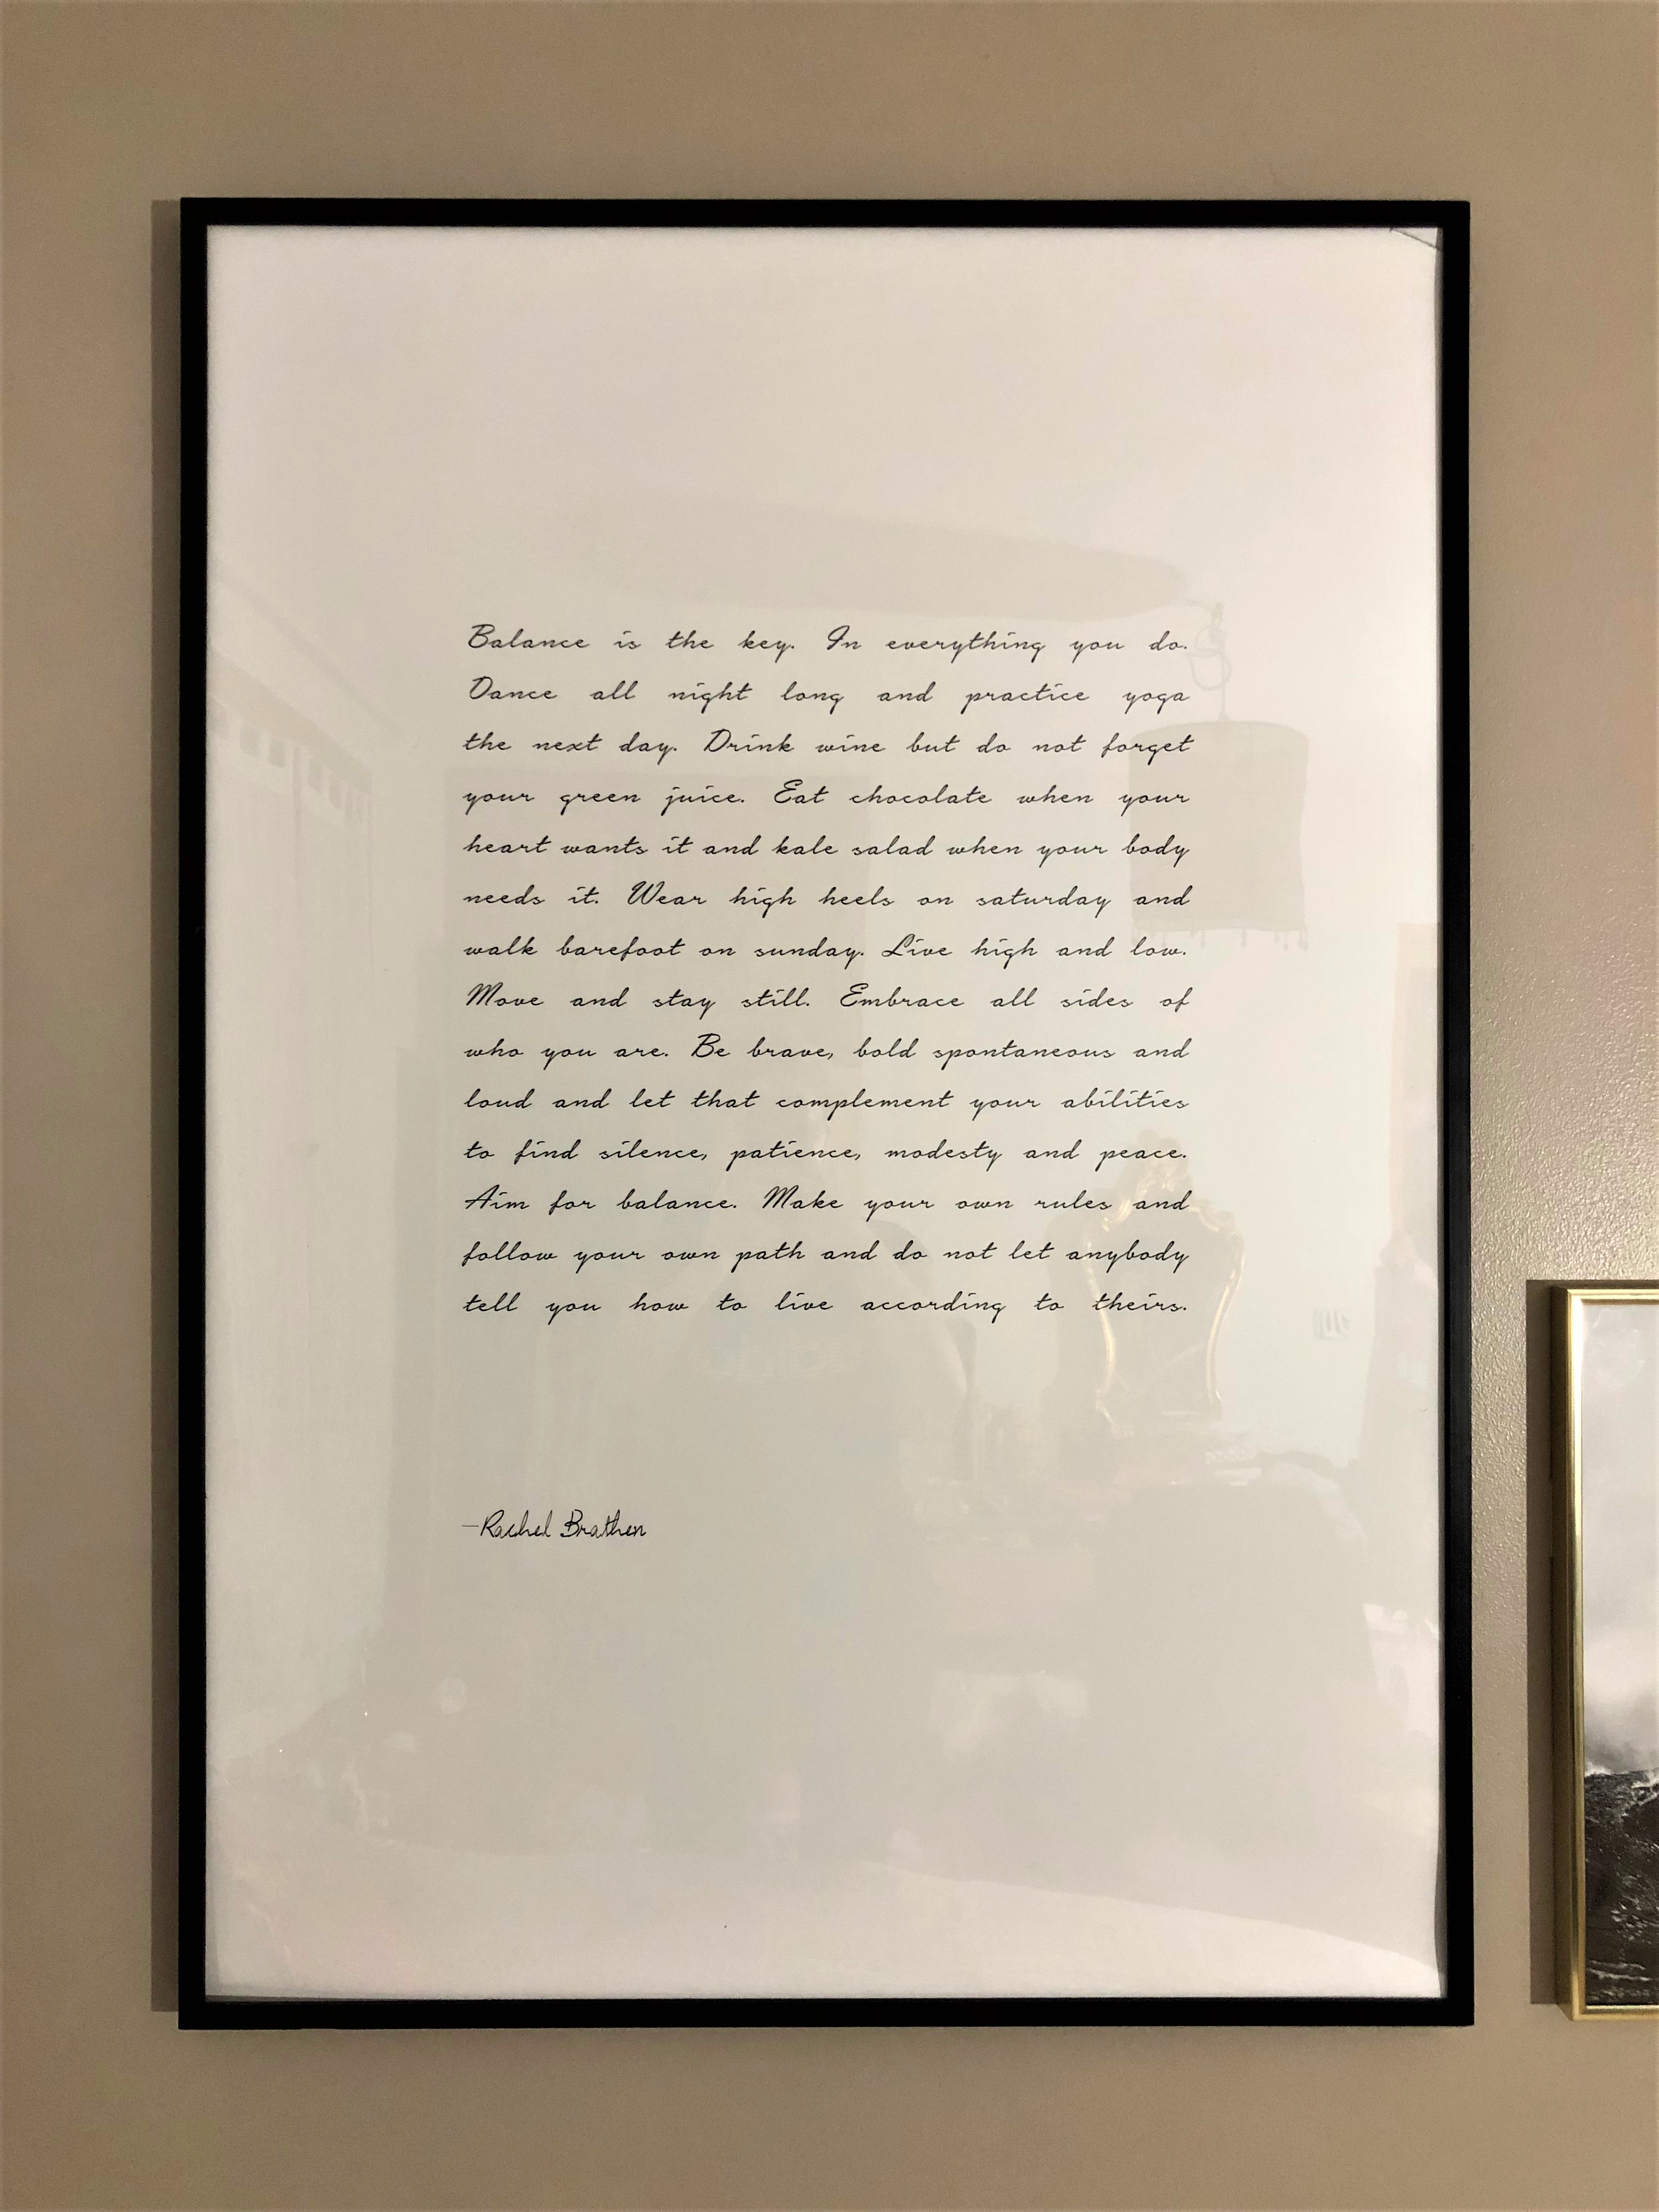 Balance is the key. In everything you do.
Dance all night long and practice yoga
the next day. Drink wine but do not forget
your green juice. Eat chocolate when your
heart wants it and kale salad when your body
needs it. Wear high heels on saturday and
walk barefoot on sunday. Live high and low.
Move and stay still. Embrace all sides of
who you are. Be brave, bold spontaneous and
loud and let that complement your abilities
to find silence, patience, modesty and peace.
Aim for balance. Make your own rules and
follow your own path and do not let anybody
tell you how to live according to theirs.
—Rachel Brathen